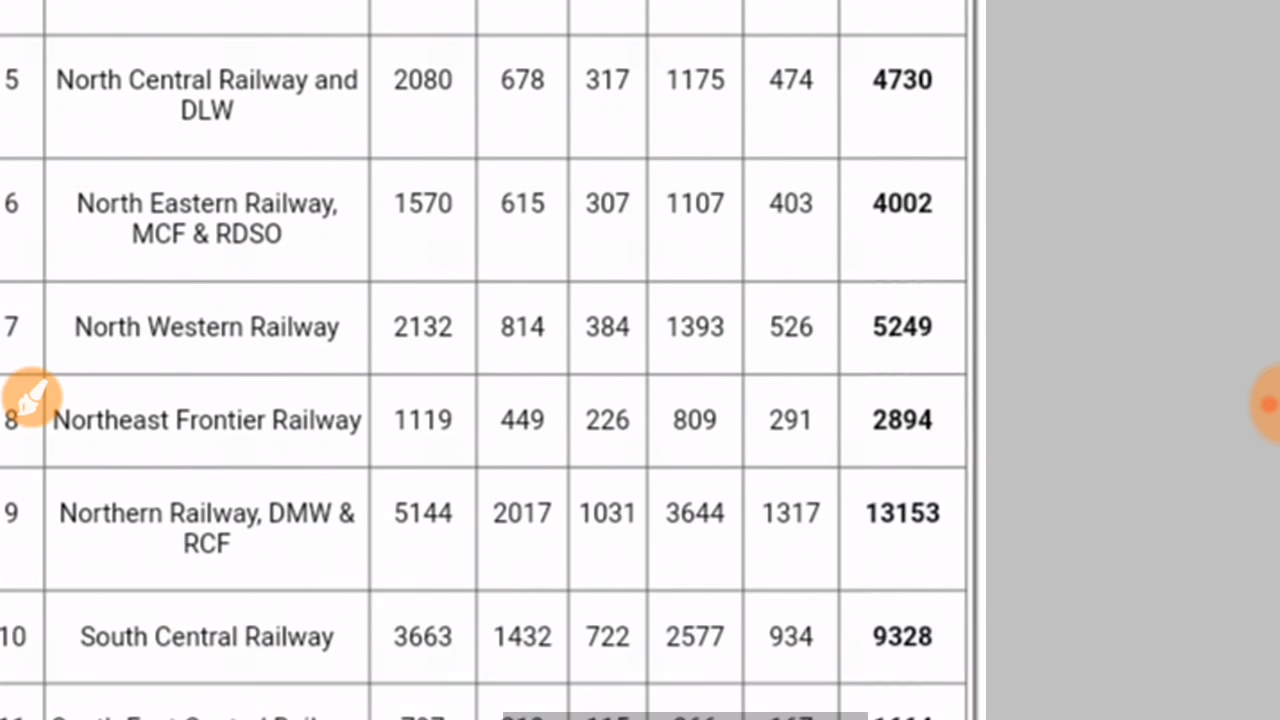 5 North Central Railway and 2080 678 317 1175 474 4730
DLW
6 North Eastern Railway, 1570 615 307 1107 403 4002
MCF & RDSO
7 North Western Railway 2132 814 384 1393 526 5249
8 Northeast Frontier Railway 1119 449 226 809 291 2894
9 Northern Railway, DMW & 5144 2017 1031 3644 1317 13153
RCF
10 South Central Railway 3663 1432 722 2577 934 9328